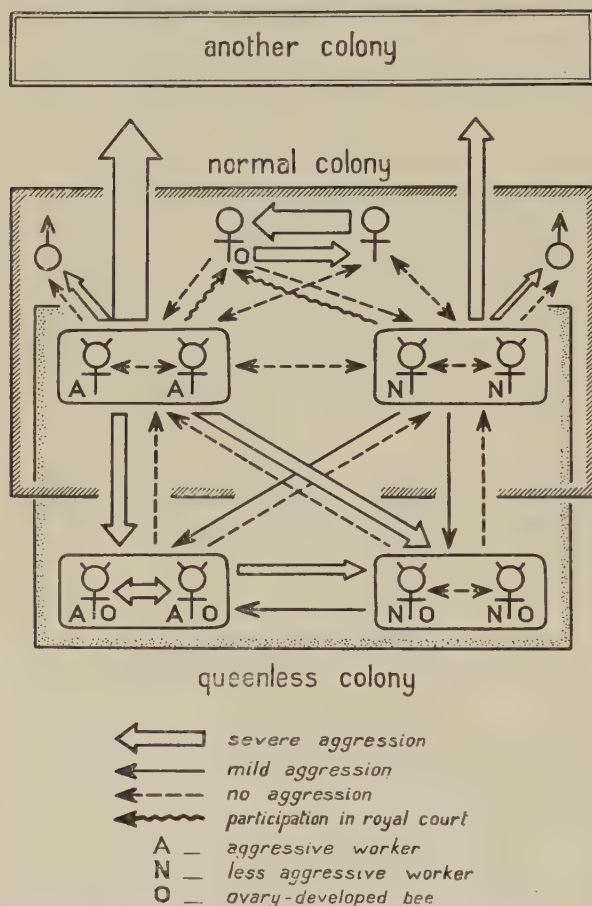 another colony
normal colony
O
A A
N N
A O A O
N O N O
queenless colony
severe aggression
mild aggression
no aggression
participation in royal court
A _ aggressive worker
N _ less aggressive worker
O _ ovary-developed bee